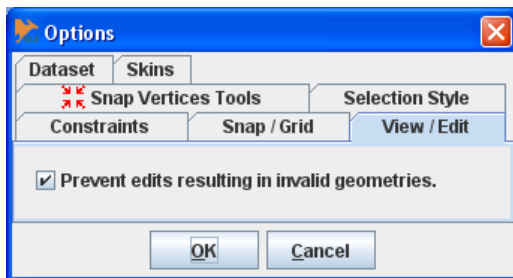 Options
Dataset Skins
Snap Vertices Tools Selection Style
Constraints Snap / Grid View / Edit
Prevent edits resulting in invalid geometries.
OK Cancel